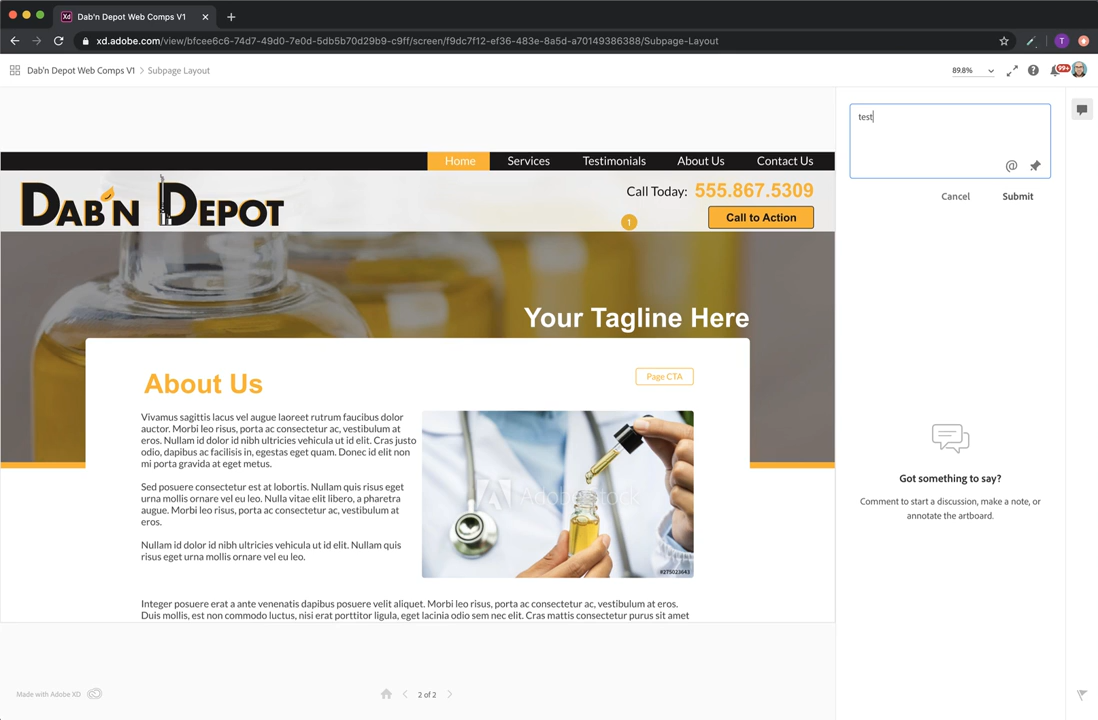 Dab'n Depot Web Comps V1
xd.adobe.com/view/bfcee6c6-74d7-49d0-7e0d-5db5b70d29b9-c9ff/screen/f9dc7f12-ef36-483e-8a5d-a70149386388/Subpage-Layout
T
Dab'n Depot Web Comps V1 > Subpage Layout
89.8%
99+
test
@
Cancel
Submit
Home
Services
Testimonials
About Us
Contact Us
DAB'N DEPOT
Call Today: 555.867.5309
1
Call to Action
Your Tagline Here
About Us
Page CTA
Vivamus sagittis lacus vel augue laoreet rutrum faucibus dolor
auctor. Morbi leo risus, porta ac consectetur ac, vestibulum at
eros. Nullam id dolor id nibh ultricies vehicula ut id elit. Cras justo
odio, dapibus ac facilisis in, egestas eget quam. Donec id elit non
mi porta gravida at eget metus.
Sed posuere consectetur est at lobortis. Nullam quis risus eget
urna mollis ornare vel eu leo. Nulla vitae elit libero, a pharetra
augue. Morbi leo risus, porta ac consectetur ac, vestibulum at
eros.
Nullam id dolor id nibh ultricies vehicula ut id elit. Nullam quis
risus eget urna mollis ornare vel eu leo.
Adobe Stock
#275023643
Integer posuere erat a ante venenatis dapibus posuere velit aliquet. Morbi leo risus, porta ac consectetur ac, vestibulum at eros.
Duis mollis, est non commodo luctus, nisi erat porttitor ligula, eget lacinia odio sem nec elit. Cras mattis consectetur purus sit amet
Got something to say?
Comment to start a discussion, make a note, or
annotate the artboard.
Made with Adobe XD
2 of 2